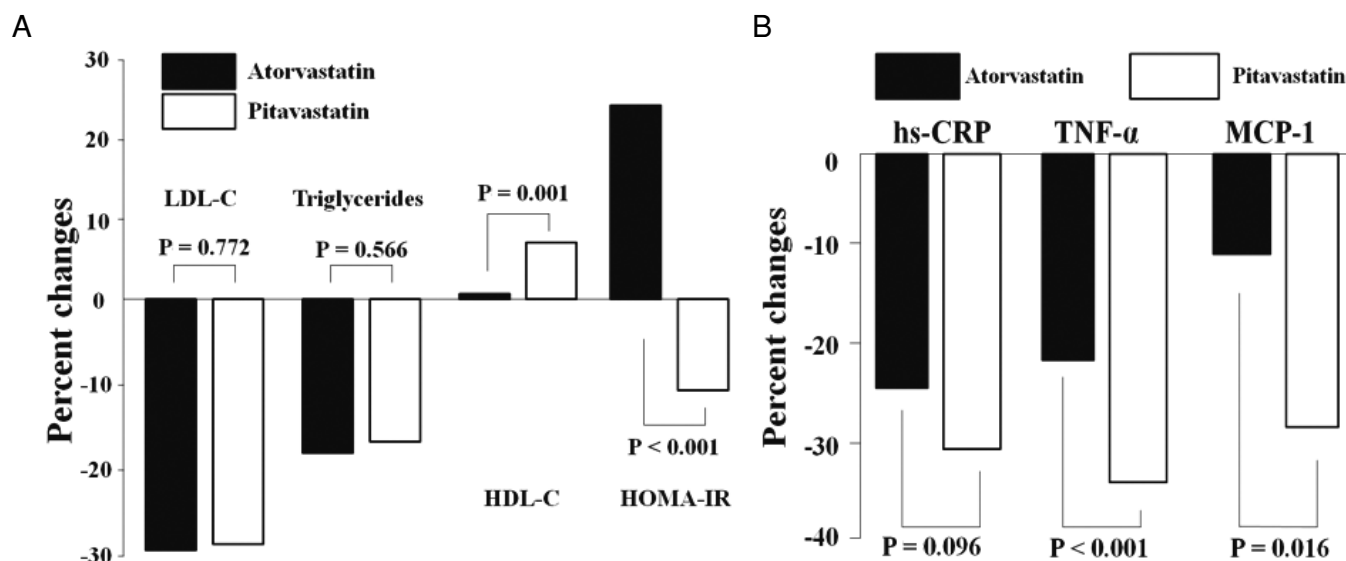 A
Percent changes
30
20
10
0
-10
-20
-30
Atorvastatin
Pitavastatin
LDL-C
P = 0.772
Triglycerides
P = 0.566
P = 0.001
HDL-C
P < 0.001
HOMA-IR
B
Atorvastatin
Pitavastatin
hs-CRP
TNF-α
MCP-1
Percent changes
0
-10
-20
-30
-40
P = 0.096
P < 0.001
P = 0.016